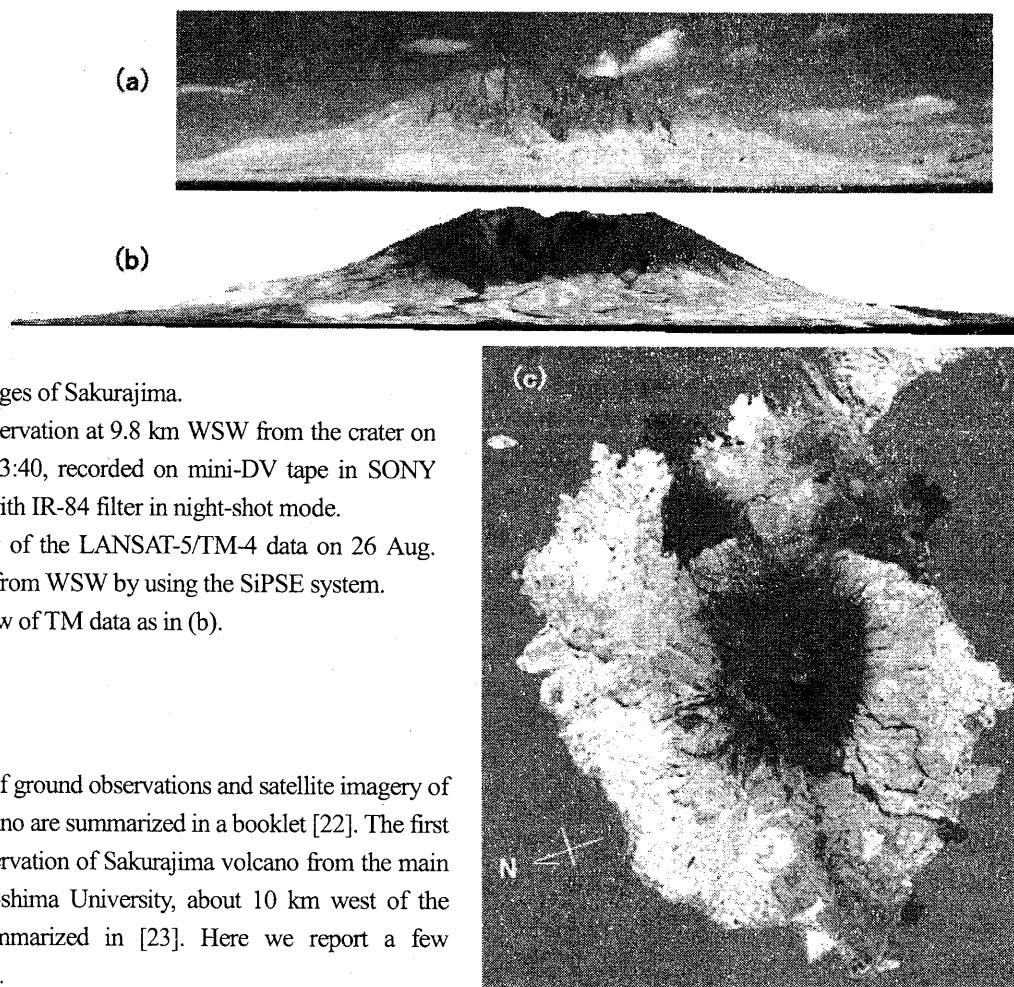 (a)
(b)
(c)
ges of Sakurajima.
ervation at 9.8 km WSW from the crater on
3:40, recorded on mini-DV tape in SONY
ith IR-84 filter in night-shot mode.
of the LANSAT-5/TM-4 data on 26 Aug.
from WSW by using the SiPSE system.
w of TM data as in (b).
N
of ground observations and satellite imagery of
no are summarized in a booklet [22]. The first
ervation of Sakurajima volcano from the main
shima University, about 10 km west of the
mmarized in [23]. Here we report a few